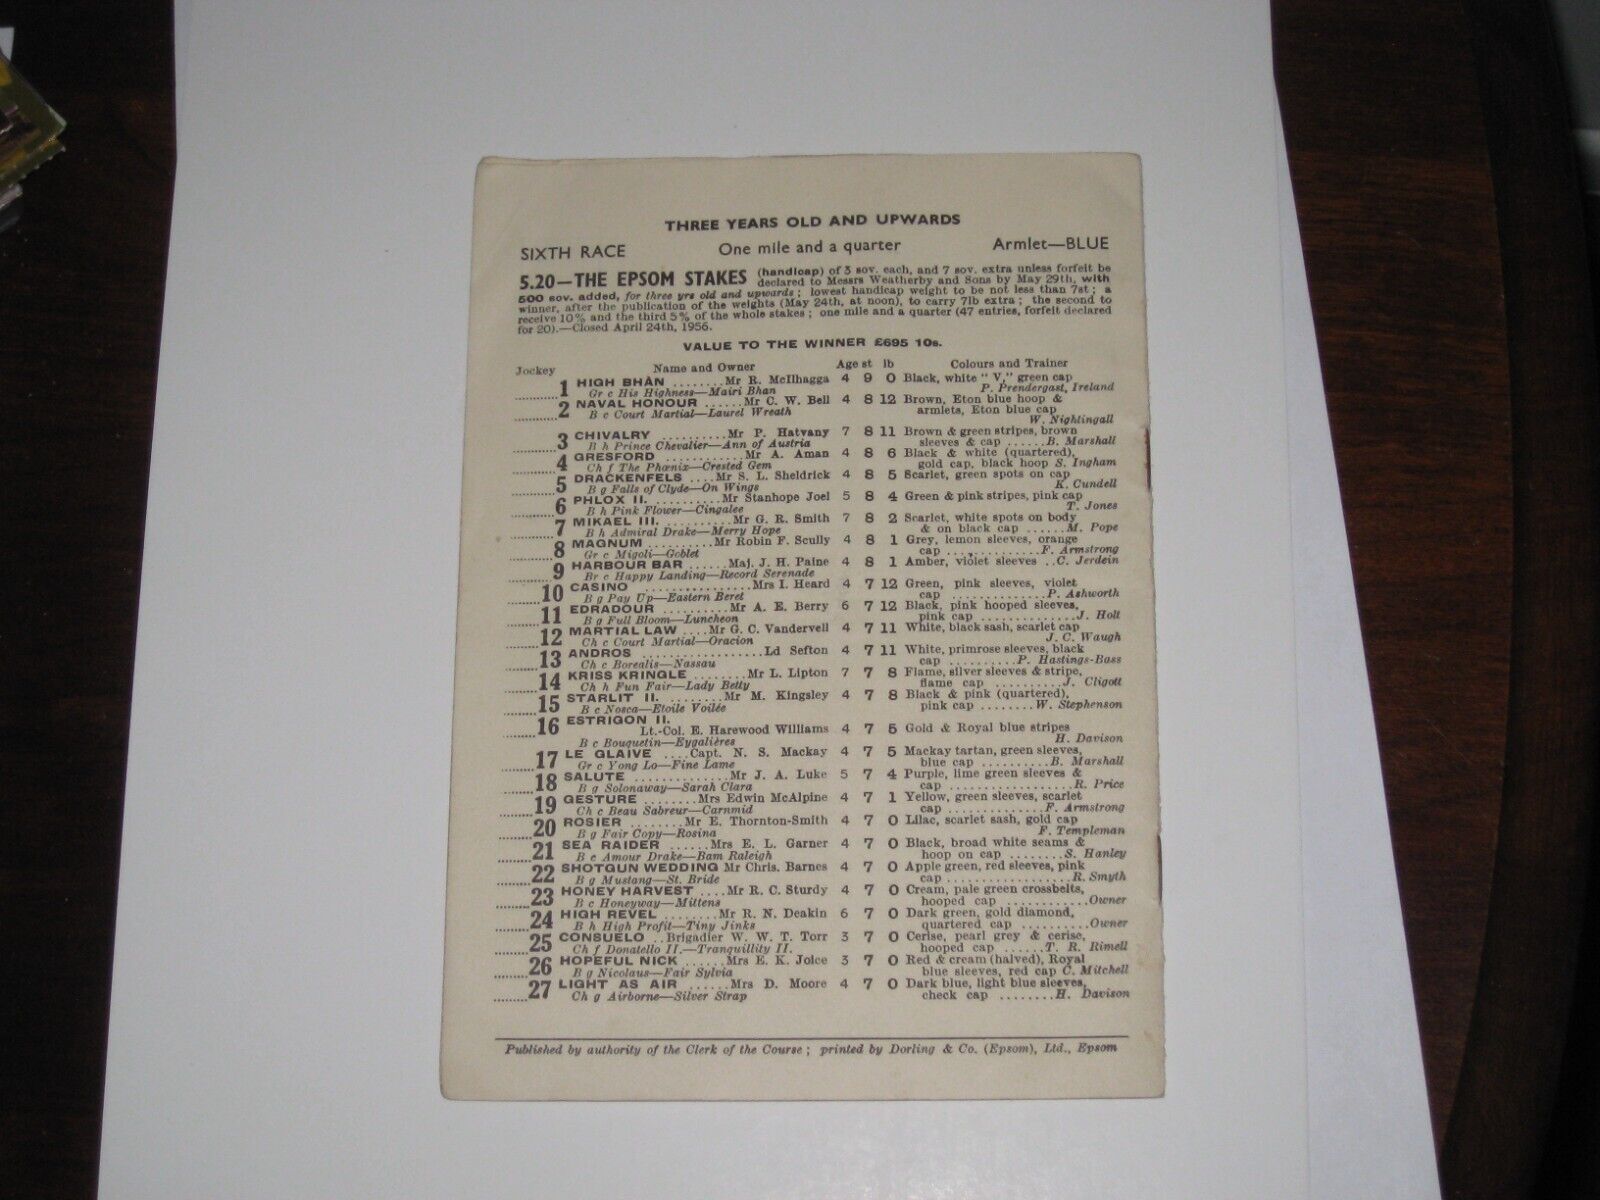 THREE YEARS OLD AND UPWARDS
SIXTH RACE One mile and a quarter Armlet—BLUE
5.20—THE EPSOM STAKES (handicap) of 3 sov. each, and 7 sov. extra unless forfeit be
declared to Messrs Weatherby and Sons by May 29th, with
500 sov. added, for three yrs old and upwards; lowest handicap weight to be not less than 7st; a
winner, after the publication of the weights (May 24th, at noon), to carry 7lb extra; the second to
receive 10% and the third 5% of the whole stakes; one mile and a quarter (47 entries, forfeit declared
for 20).—Closed April 24th, 1956.
VALUE TO THE WINNER £695 10s.
Jockey Name and Owner Age st lb Colours and Trainer
1 HIGH BHAN ........Mr R. McIlhagga 4 9 0 Black, white "V," green cap
Gr c His Highness—Mairi Bhan P. Prendergast, Ireland
2 NAVAL HONOUR ......Mr C. W. Bell 4 8 12 Brown, Eton blue hoop &
B c Court Martial—Laurel Wreath armlets, Eton blue cap
W. Nightingall
3 CHIVALRY ..........Mr P. Hatvany 7 8 11 Brown & green stripes, brown
B h Prince Chevalier—Ann of Austria sleeves & cap ......B. Marshall
4 GRESFORD ............Mr A. Aman 4 8 6 Black & white (quartered),
Ch f The Phœnix—Crested Gem gold cap, black hoop S. Ingham
5 DRACKENFELS ....Mr S. L. Sheldrick 4 8 5 Scarlet, green spots on cap
B g Falls of Clyde—On Wings K. Cundell
6 PHLOX II. ..........Mr Stanhope Joel 5 8 4 Green & pink stripes, pink cap
B h Pink Flower—Cingalee T. Jones
7 MIKAEL III. ..........Mr G. R. Smith 7 8 2 Scarlet, white spots on body
B h Admiral Drake—Merry Hope & on black cap ......M. Pope
8 MAGNUM ..........Mr Robin F. Scully 4 8 1 Grey, lemon sleeves, orange
Gr c Migoli—Goblet cap ..............F. Armstrong
9 HARBOUR BAR ......Maj. J. H. Paine 4 8 1 Amber, violet sleeves ..C. Jerdein
Br c Happy Landing—Record Serenade
10 CASINO ................Mrs I. Heard 4 7 12 Green, pink sleeves, violet
B g Pay Up—Eastern Beret cap ..............P. Ashworth
11 EDRADOUR ..........Mr A. E. Berry 6 7 12 Black, pink hooped sleeves,
B g Full Bloom—Luncheon pink cap ..............J. Holt
12 MARTIAL LAW ....Mr G. C. Vandervell 4 7 11 White, black sash, scarlet cap
Ch c Court Martial—Oracion J. C. Waugh
13 ANDROS ..................Ld Sefton 4 7 11 White, primrose sleeves, black
Ch c Borealis—Nassau cap ..........P. Hastings-Bass
14 KRISS KRINGLE ........Mr L. Lipton 7 7 8 Flame, silver sleeves & stripe,
Ch h Fun Fair—Lady Betty flame cap ..........J. Cligott
15 STARLIT II. ..........Mr M. Kingsley 4 7 8 Black & pink (quartered),
B c Nosca—Etoile Voilée pink cap ......W. Stephenson
16 ESTRIGON II.
Lt.-Col. E. Harewood Williams 4 7 5 Gold & Royal blue stripes
B c Bouquetin—Eygalières H. Davison
17 LE GLAIVE ....Capt. N. S. Mackay 4 7 5 Mackay tartan, green sleeves,
Gr c Yong Lo—Fine Lame blue cap ..........B. Marshall
18 SALUTE ..............Mr J. A. Luke 5 7 4 Purple, lime green sleeves &
B g Solonaway—Sarah Clara cap ..................R. Price
19 GESTURE ........Mrs Edwin McAlpine 4 7 1 Yellow, green sleeves, scarlet
Ch c Beau Sabreur—Carnmid cap ..............F. Armstrong
20 ROSIER ........Mr E. Thornton-Smith 4 7 0 Lilac, scarlet sash, gold cap
B g Fair Copy—Rosina F. Templeman
21 SEA RAIDER ......Mrs E. L. Garner 4 7 0 Black, broad white seams &
B c Amour Drake—Bam Raleigh hoop on cap ........S. Hanley
22 SHOTGUN WEDDING Mr Chris. Barnes 4 7 0 Apple green, red sleeves, pink
B g Mustang—St. Bride cap ..................R. Smyth
23 HONEY HARVEST ....Mr R. C. Sturdy 4 7 0 Cream, pale green crossbelts,
B c Honeyway—Mittens hooped cap ............Owner
24 HIGH REVEL ........Mr R. N. Deakin 6 7 0 Dark green, gold diamond,
B h High Profit—Tiny Jinks quartered cap ..........Owner
25 CONSUELO ..Brigadier W. W. T. Torr 3 7 0 Cerise, pearl grey & cerise,
Ch f Donatello II.—Tranquillity II. hooped cap ....T. R. Rimell
26 HOPEFUL NICK ......Mrs E. K. Joice 3 7 0 Red & cream (halved), Royal
B g Nicolaus—Fair Sylvia blue sleeves, red cap C. Mitchell
27 LIGHT AS AIR ......Mrs D. Moore 4 7 0 Dark blue, light blue sleeves,
Ch g Airborne—Silver Strap check cap ........H. Davison
Published by authority of the Clerk of the Course; printed by Dorling & Co. (Epsom), Ltd., Epsom